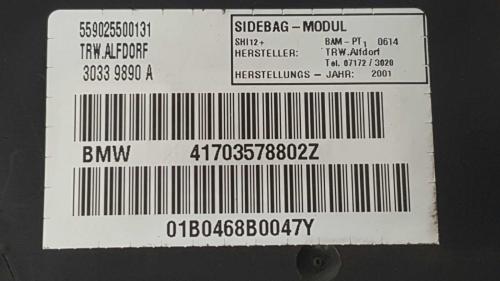 559025500131
TRW.ALFDORF
3033 9890 A
SIDEBAG-MODUL
SHI12+ BAM-PT1 0614
HERSTELLER: TRW.Alfdorf
Tel. 07172/3020
HERSTELLUNGS-JAHR: 2001
BMW 41703578802Z
01B0468B0047Y